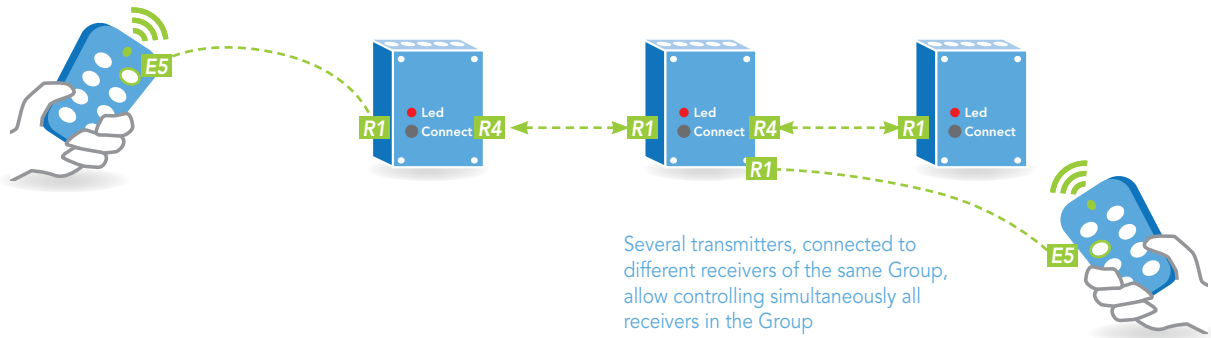 E5
R1
Led
Connect
R4
R1
Led
Connect
R4
R1
R1
Led
Connect
Several transmitters, connected to
different receivers of the same Group,
allow controlling simultaneously all
receivers in the Group
E5